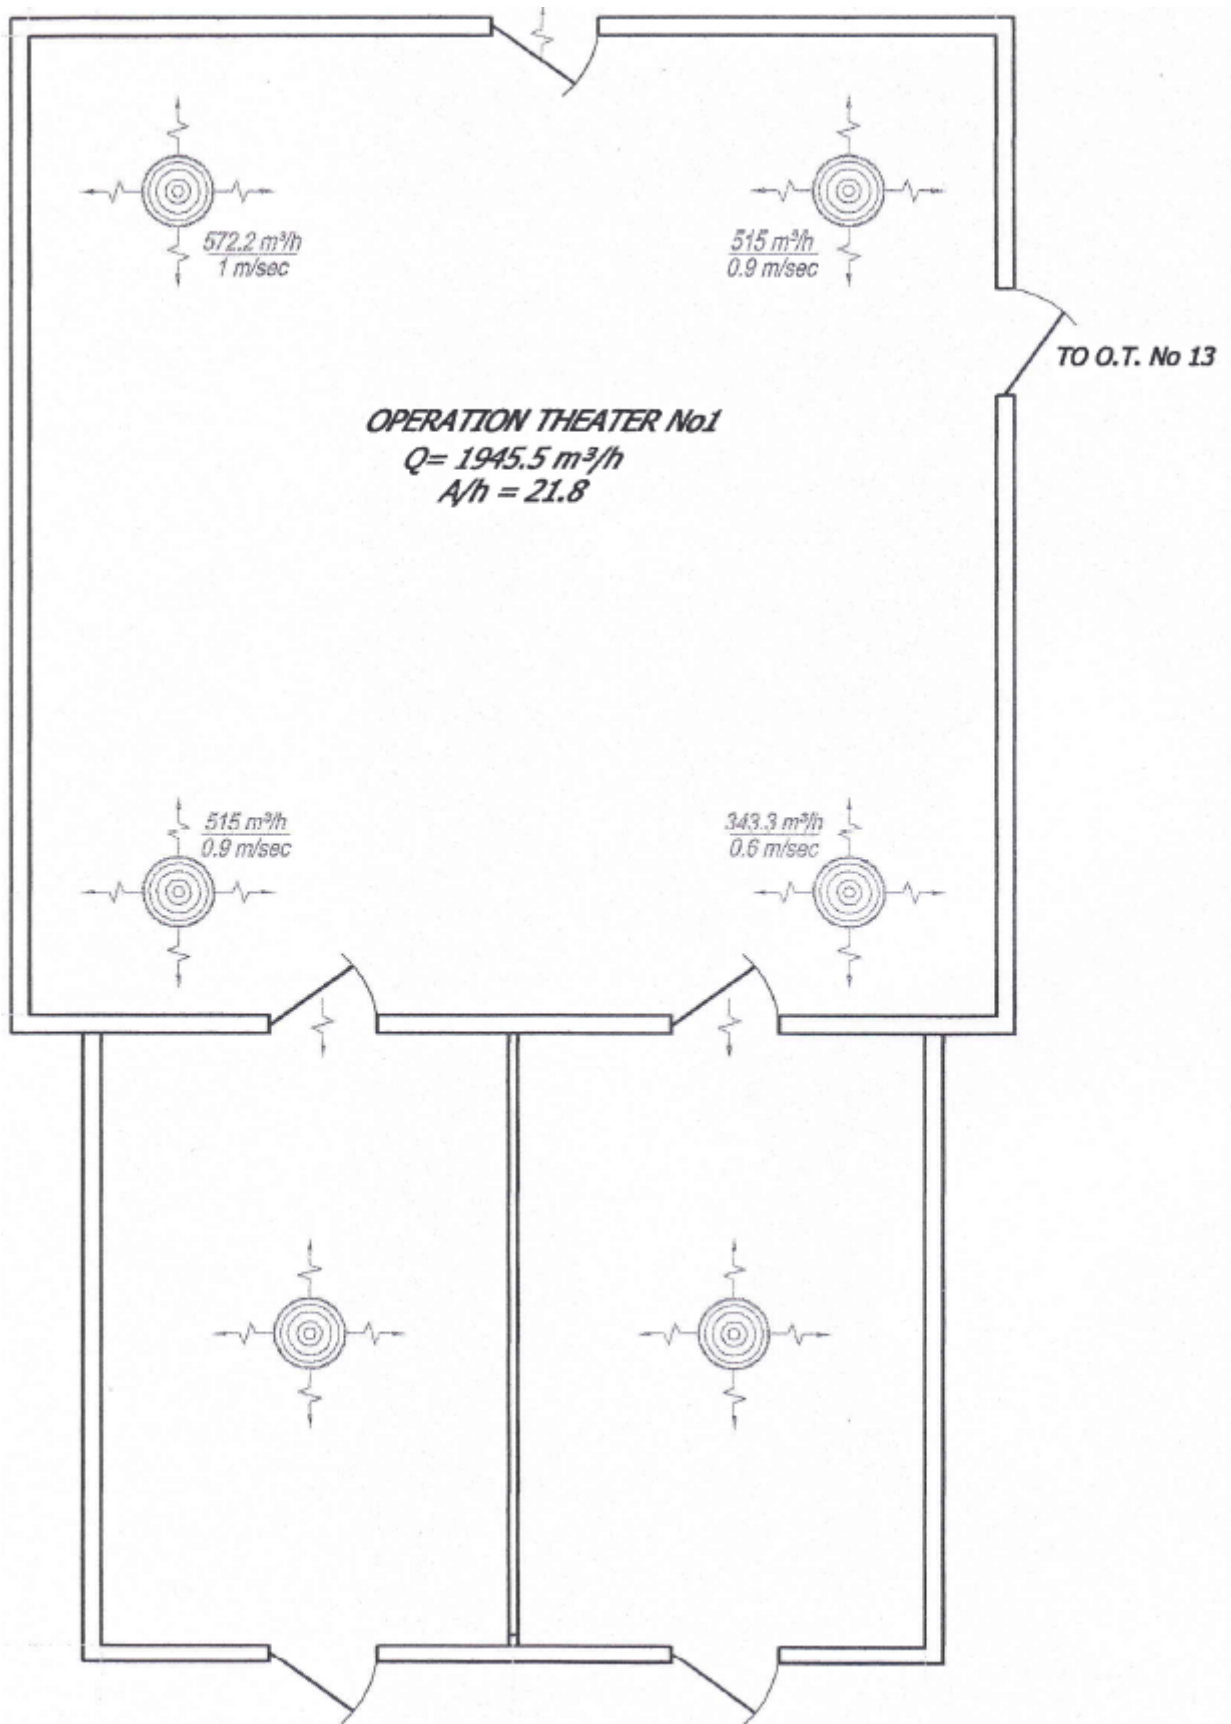 572.2 m³/h
1 m/sec
515 m³/h
0.9 m/sec
TO O.T. No 13
OPERATION THEATER No1
Q= 1945.5 m³/h
A/h = 21.8
515 m³/h
0.9 m/sec
343.3 m³/h
0.6 m/sec